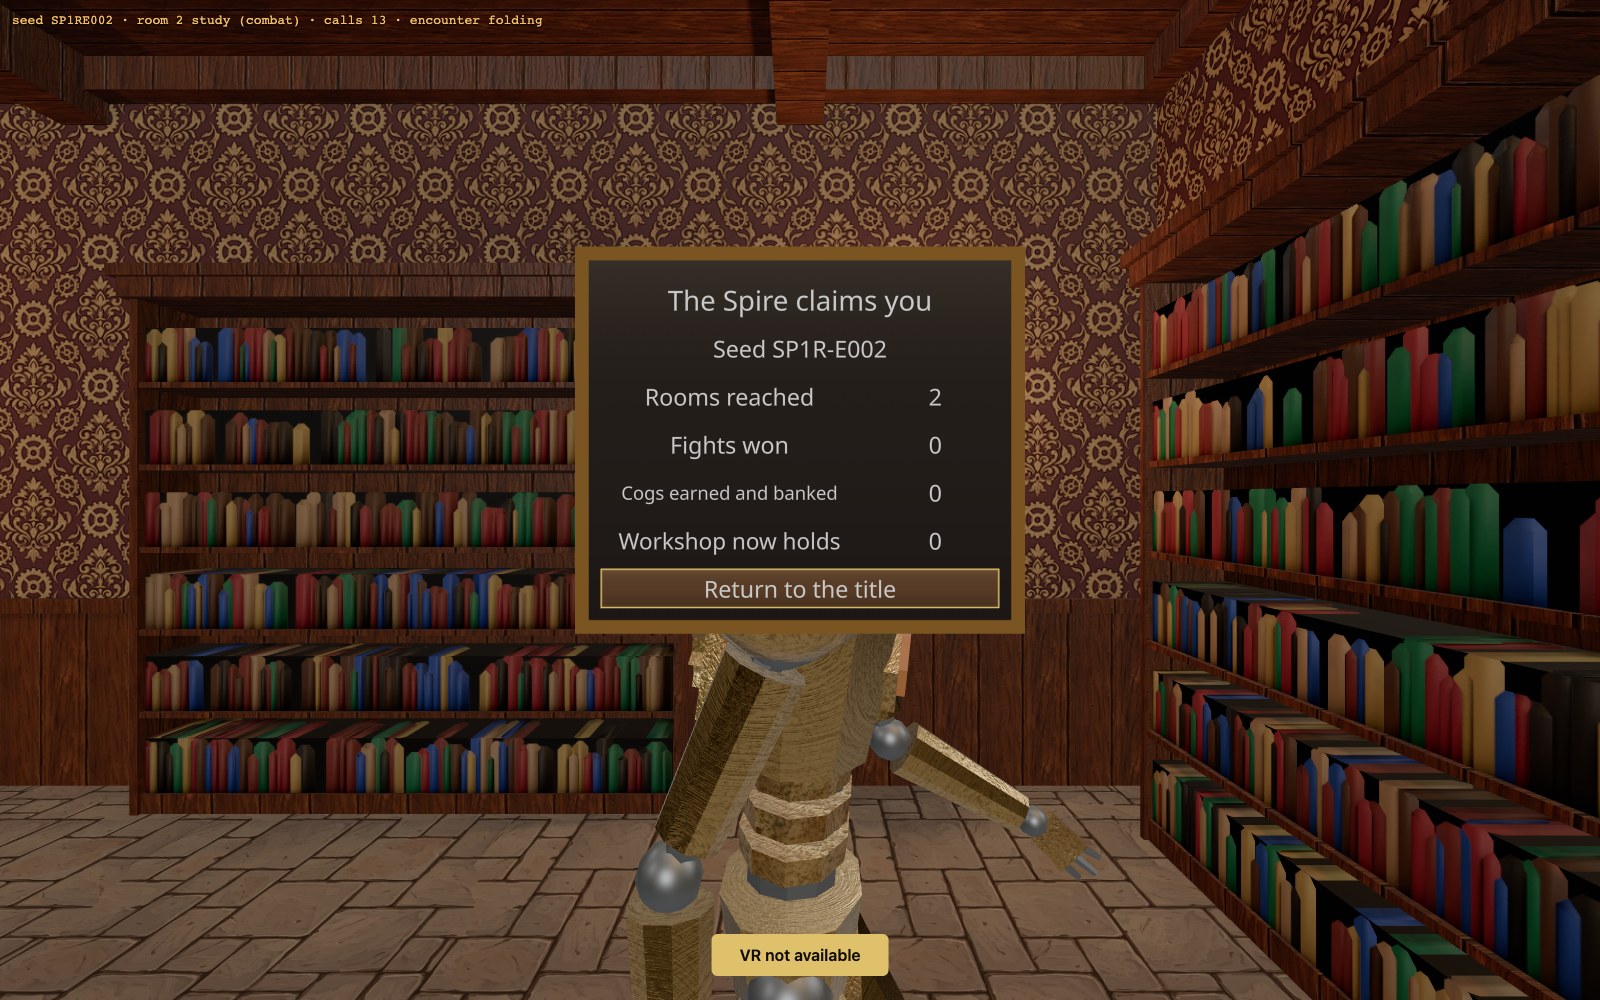 seed SP1RE002 · room 2 study (combat) · calls 13 · encounter folding
The Spire claims you
Seed SP1R-E002
Rooms reached 2
Fights won 0
Cogs earned and banked 0
Workshop now holds 0
Return to the title
VR not available